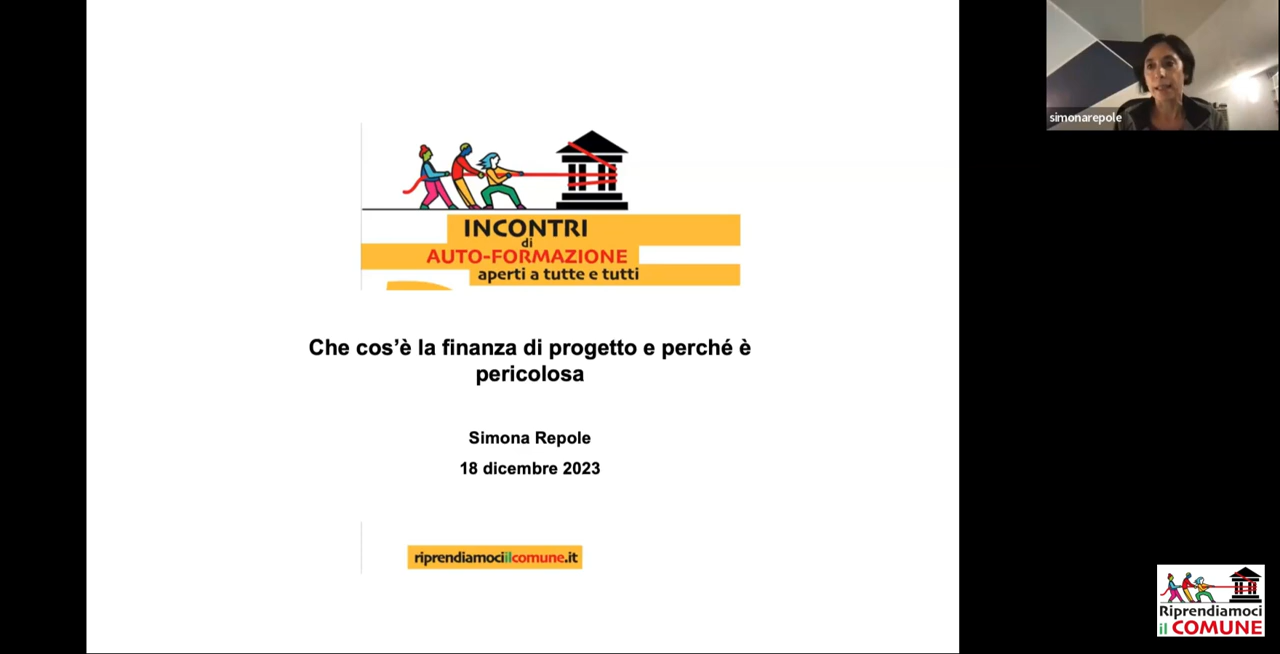 simonarepole
INCONTRI
di
AUTO-FORMAZIONE
aperti a tutte e tutti
Che cos’è la finanza di progetto e perché è
pericolosa
Simona Repole
18 dicembre 2023
riprendiamociilcomune.it
Riprendiamoci
il COMUNE